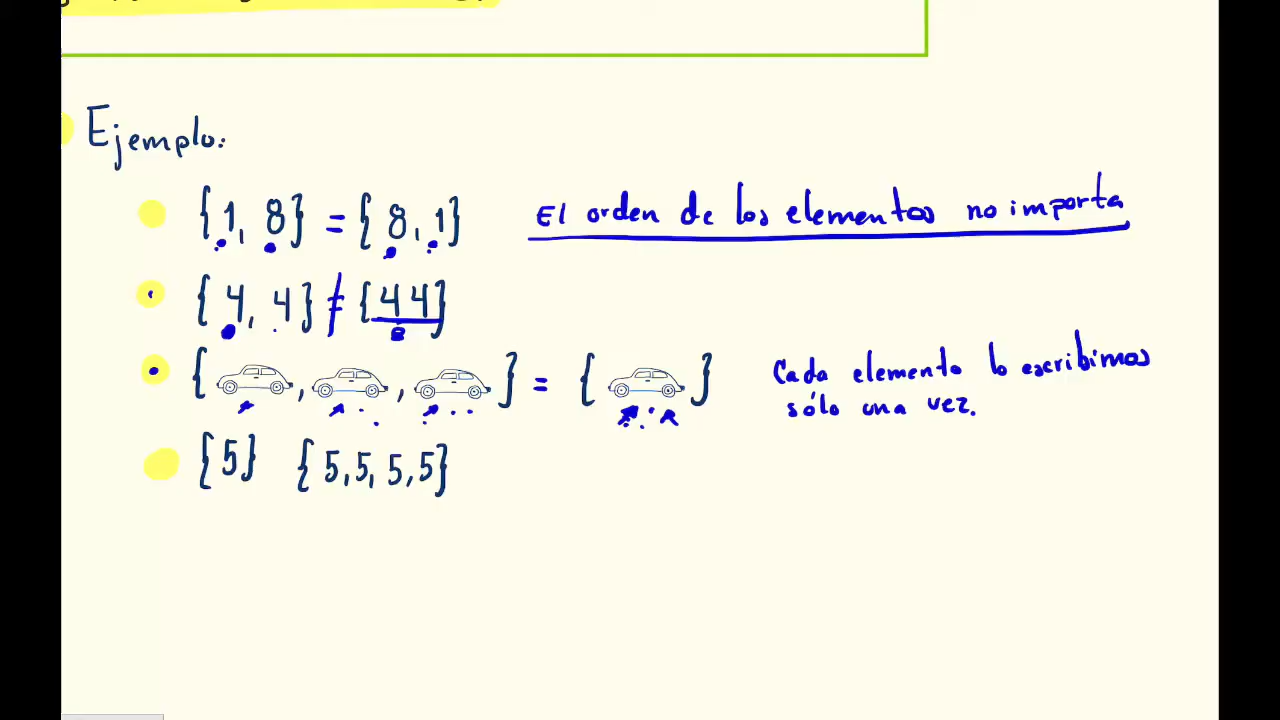 Ejemplo:
{1, 8} = {8, 1} El orden de los elementos no importa
{4, 4} ≠ {44}
{ , , } = { } Cada elemento lo escribimos
sólo una vez.
{5} {5, 5, 5, 5}